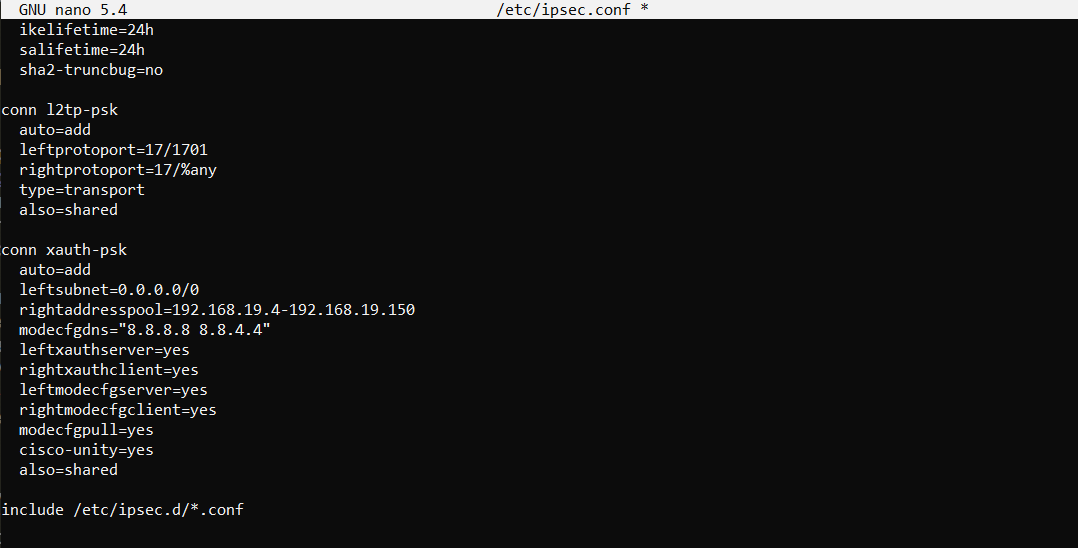 GNU nano 5.4 /etc/ipsec.conf *
ikelifetime=24h
salifetime=24h
sha2-truncbug=no
conn l2tp-psk
auto=add
leftprotoport=17/1701
rightprotoport=17/%any
type=transport
also=shared
conn xauth-psk
auto=add
leftsubnet=0.0.0.0/0
rightaddresspool=192.168.19.4-192.168.19.150
modecfgdns="8.8.8.8 8.8.4.4"
leftxauthserver=yes
rightxauthclient=yes
leftmodecfgserver=yes
rightmodecfgclient=yes
modecfgpull=yes
cisco-unity=yes
also=shared
include /etc/ipsec.d/*.conf